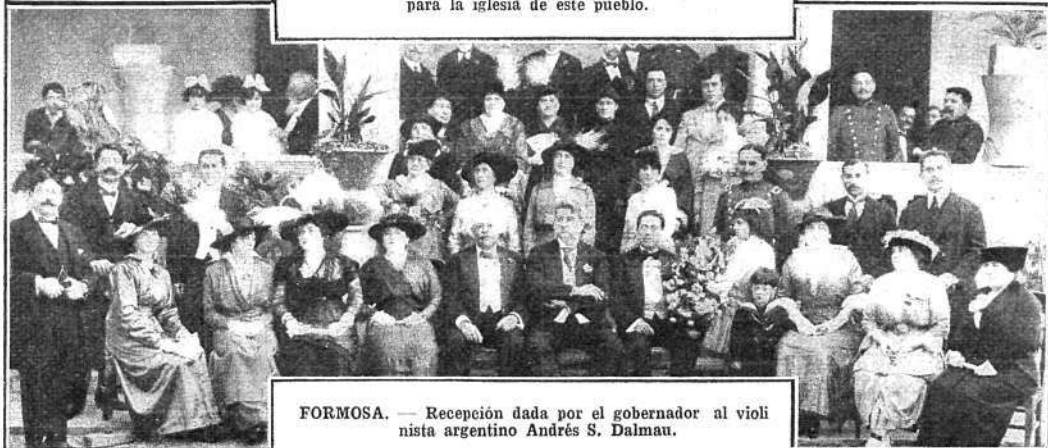 para la iglesia de este pueblo.
FORMOSA. — Recepción dada por el gobernador al violi
nista argentino Andrés S. Dalmau.